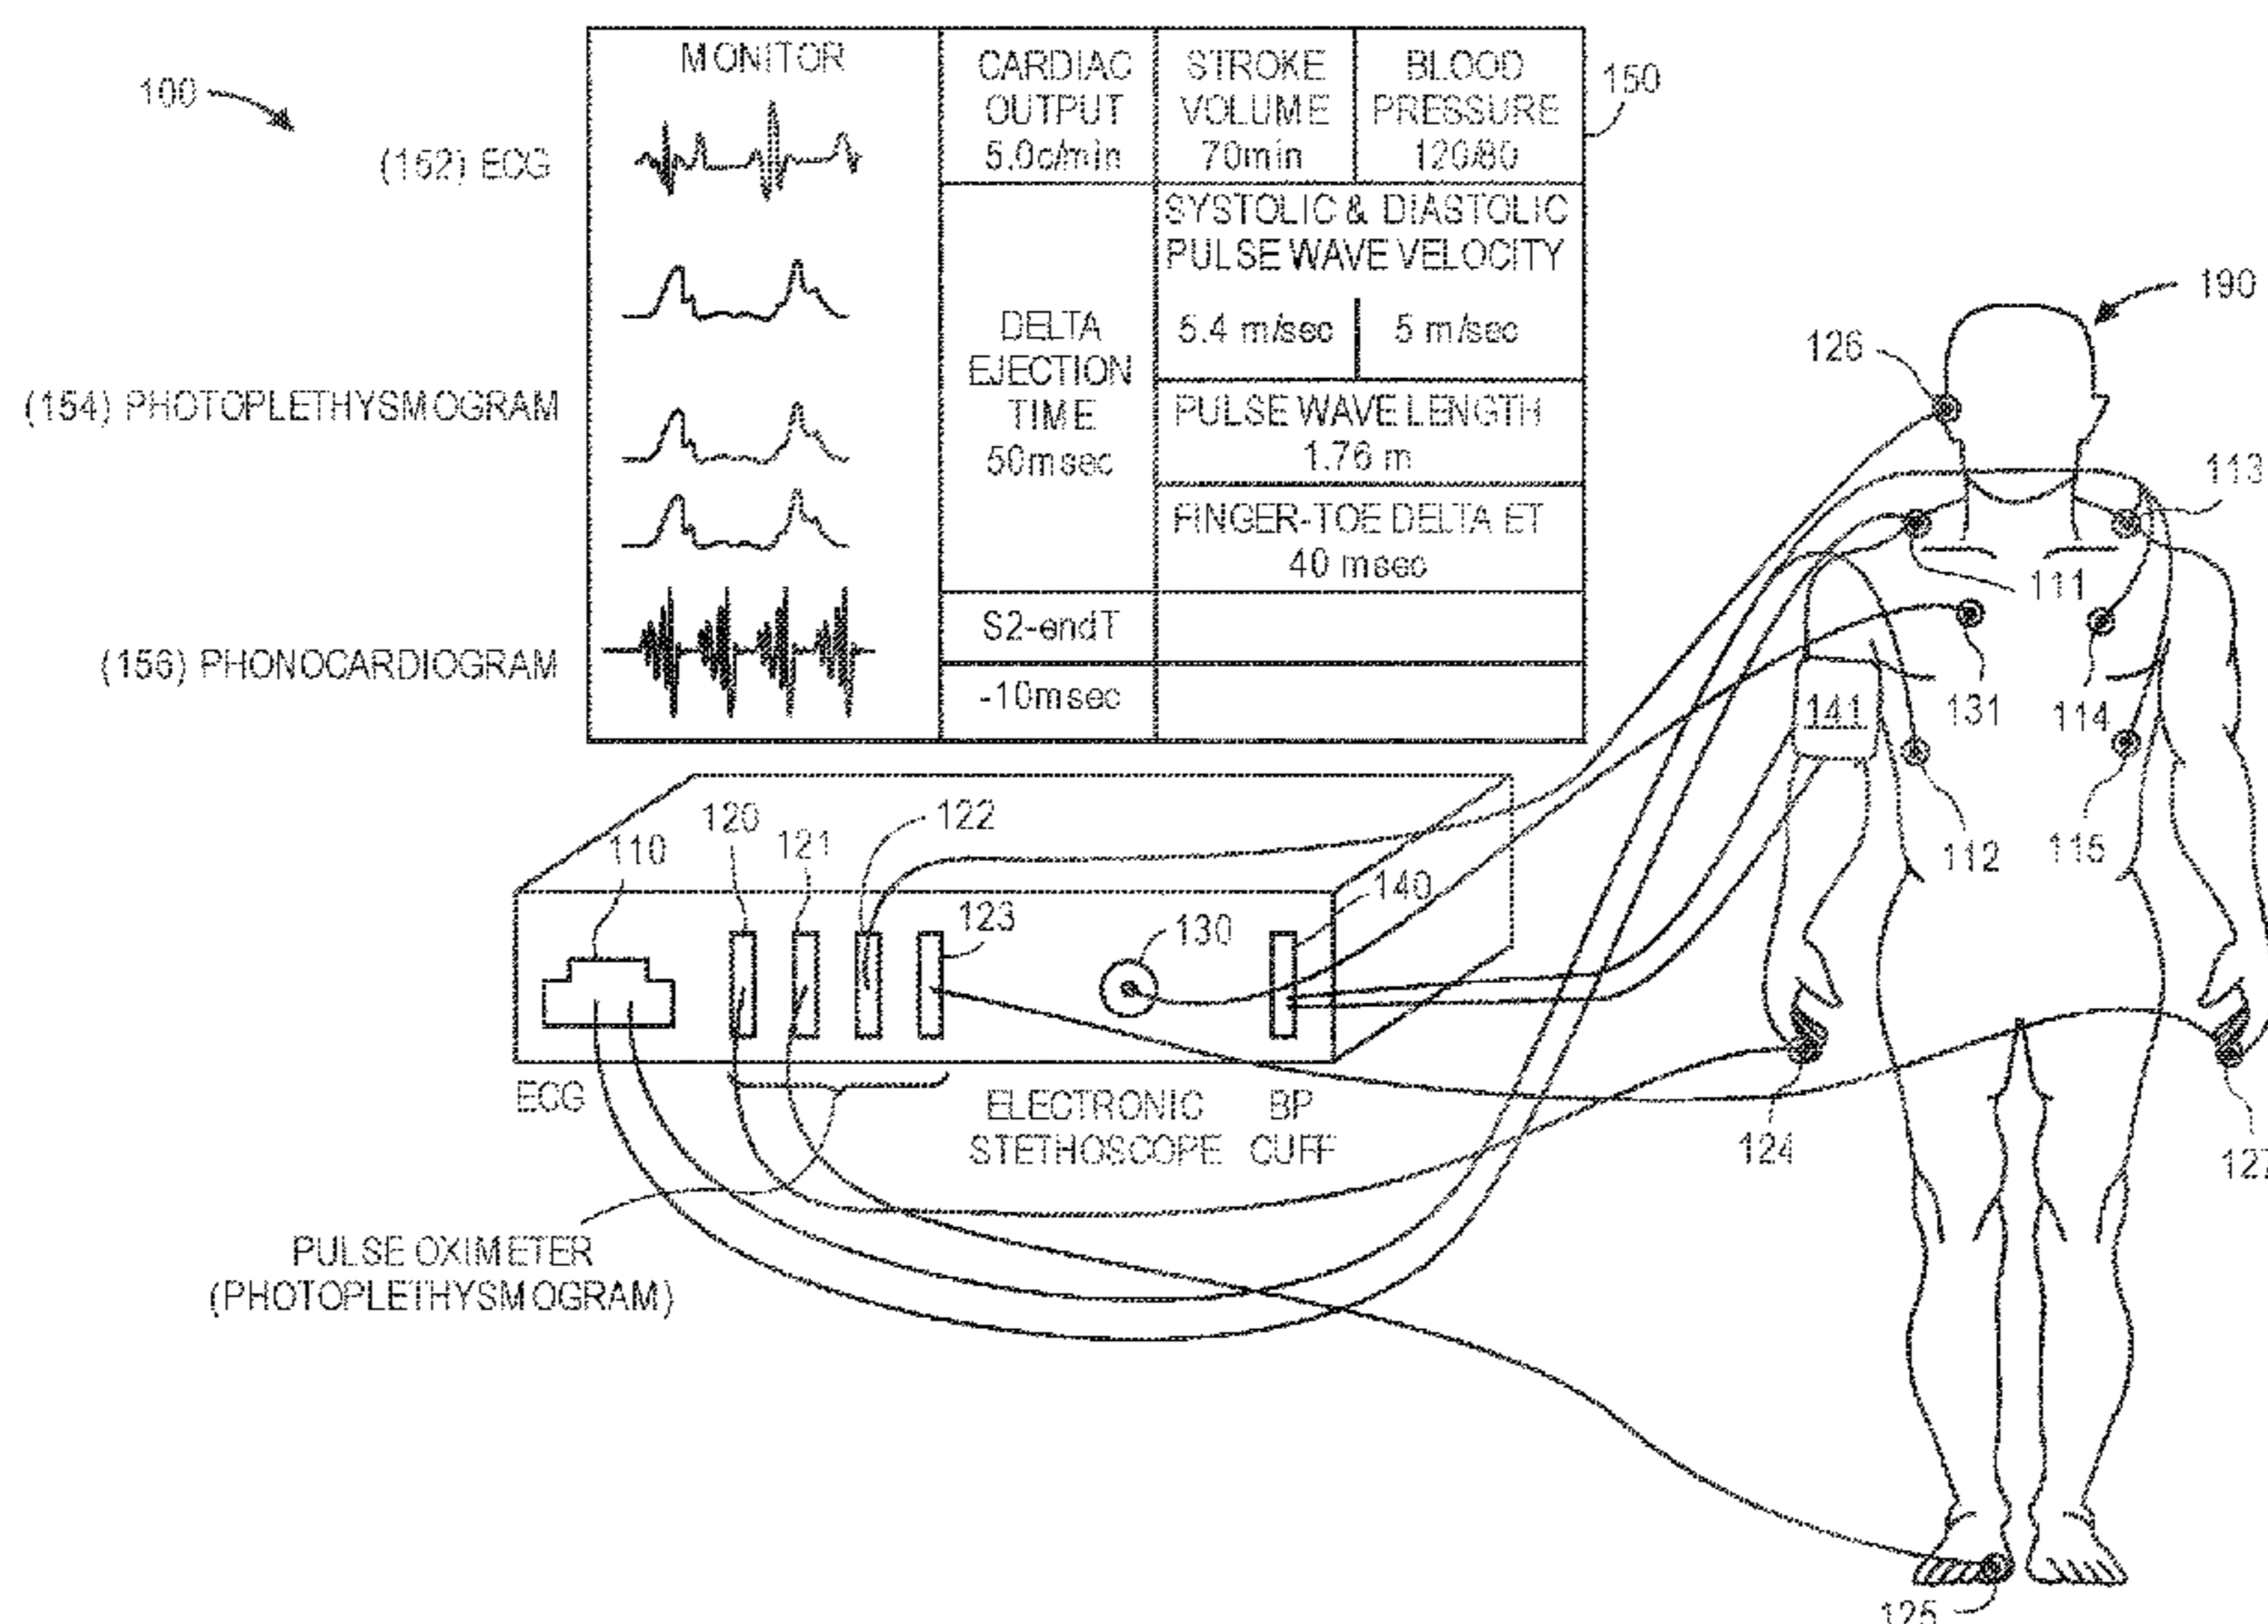 100
MONITOR
CARDIAC
OUTPUT
5.0c/min
STROKE
VOLUME
70min
BLOOD
PRESSURE
120/80
150
(152) ECG
SYSTOLIC & DIASTOLIC
PULSE WAVE VELOCITY
5.4 m/sec
5 m/sec
DELTA
EJECTION
TIME
50msec
(154) PHOTOPLETHYSMOGRAM
PULSE WAVE LENGTH
1.76 m
FINGER-TOE DELTA ET
40 msec
(156) PHONOCARDIOGRAM
S2-endT
-10msec
190
126
113
111
131
114
141
112
115
110
120
121
122
123
130
140
ECG
ELECTRONIC
STETHOSCOPE
BP
CUFF
PULSE OXIMETER
(PHOTOPLETHYSMOGRAM)
124
127
125